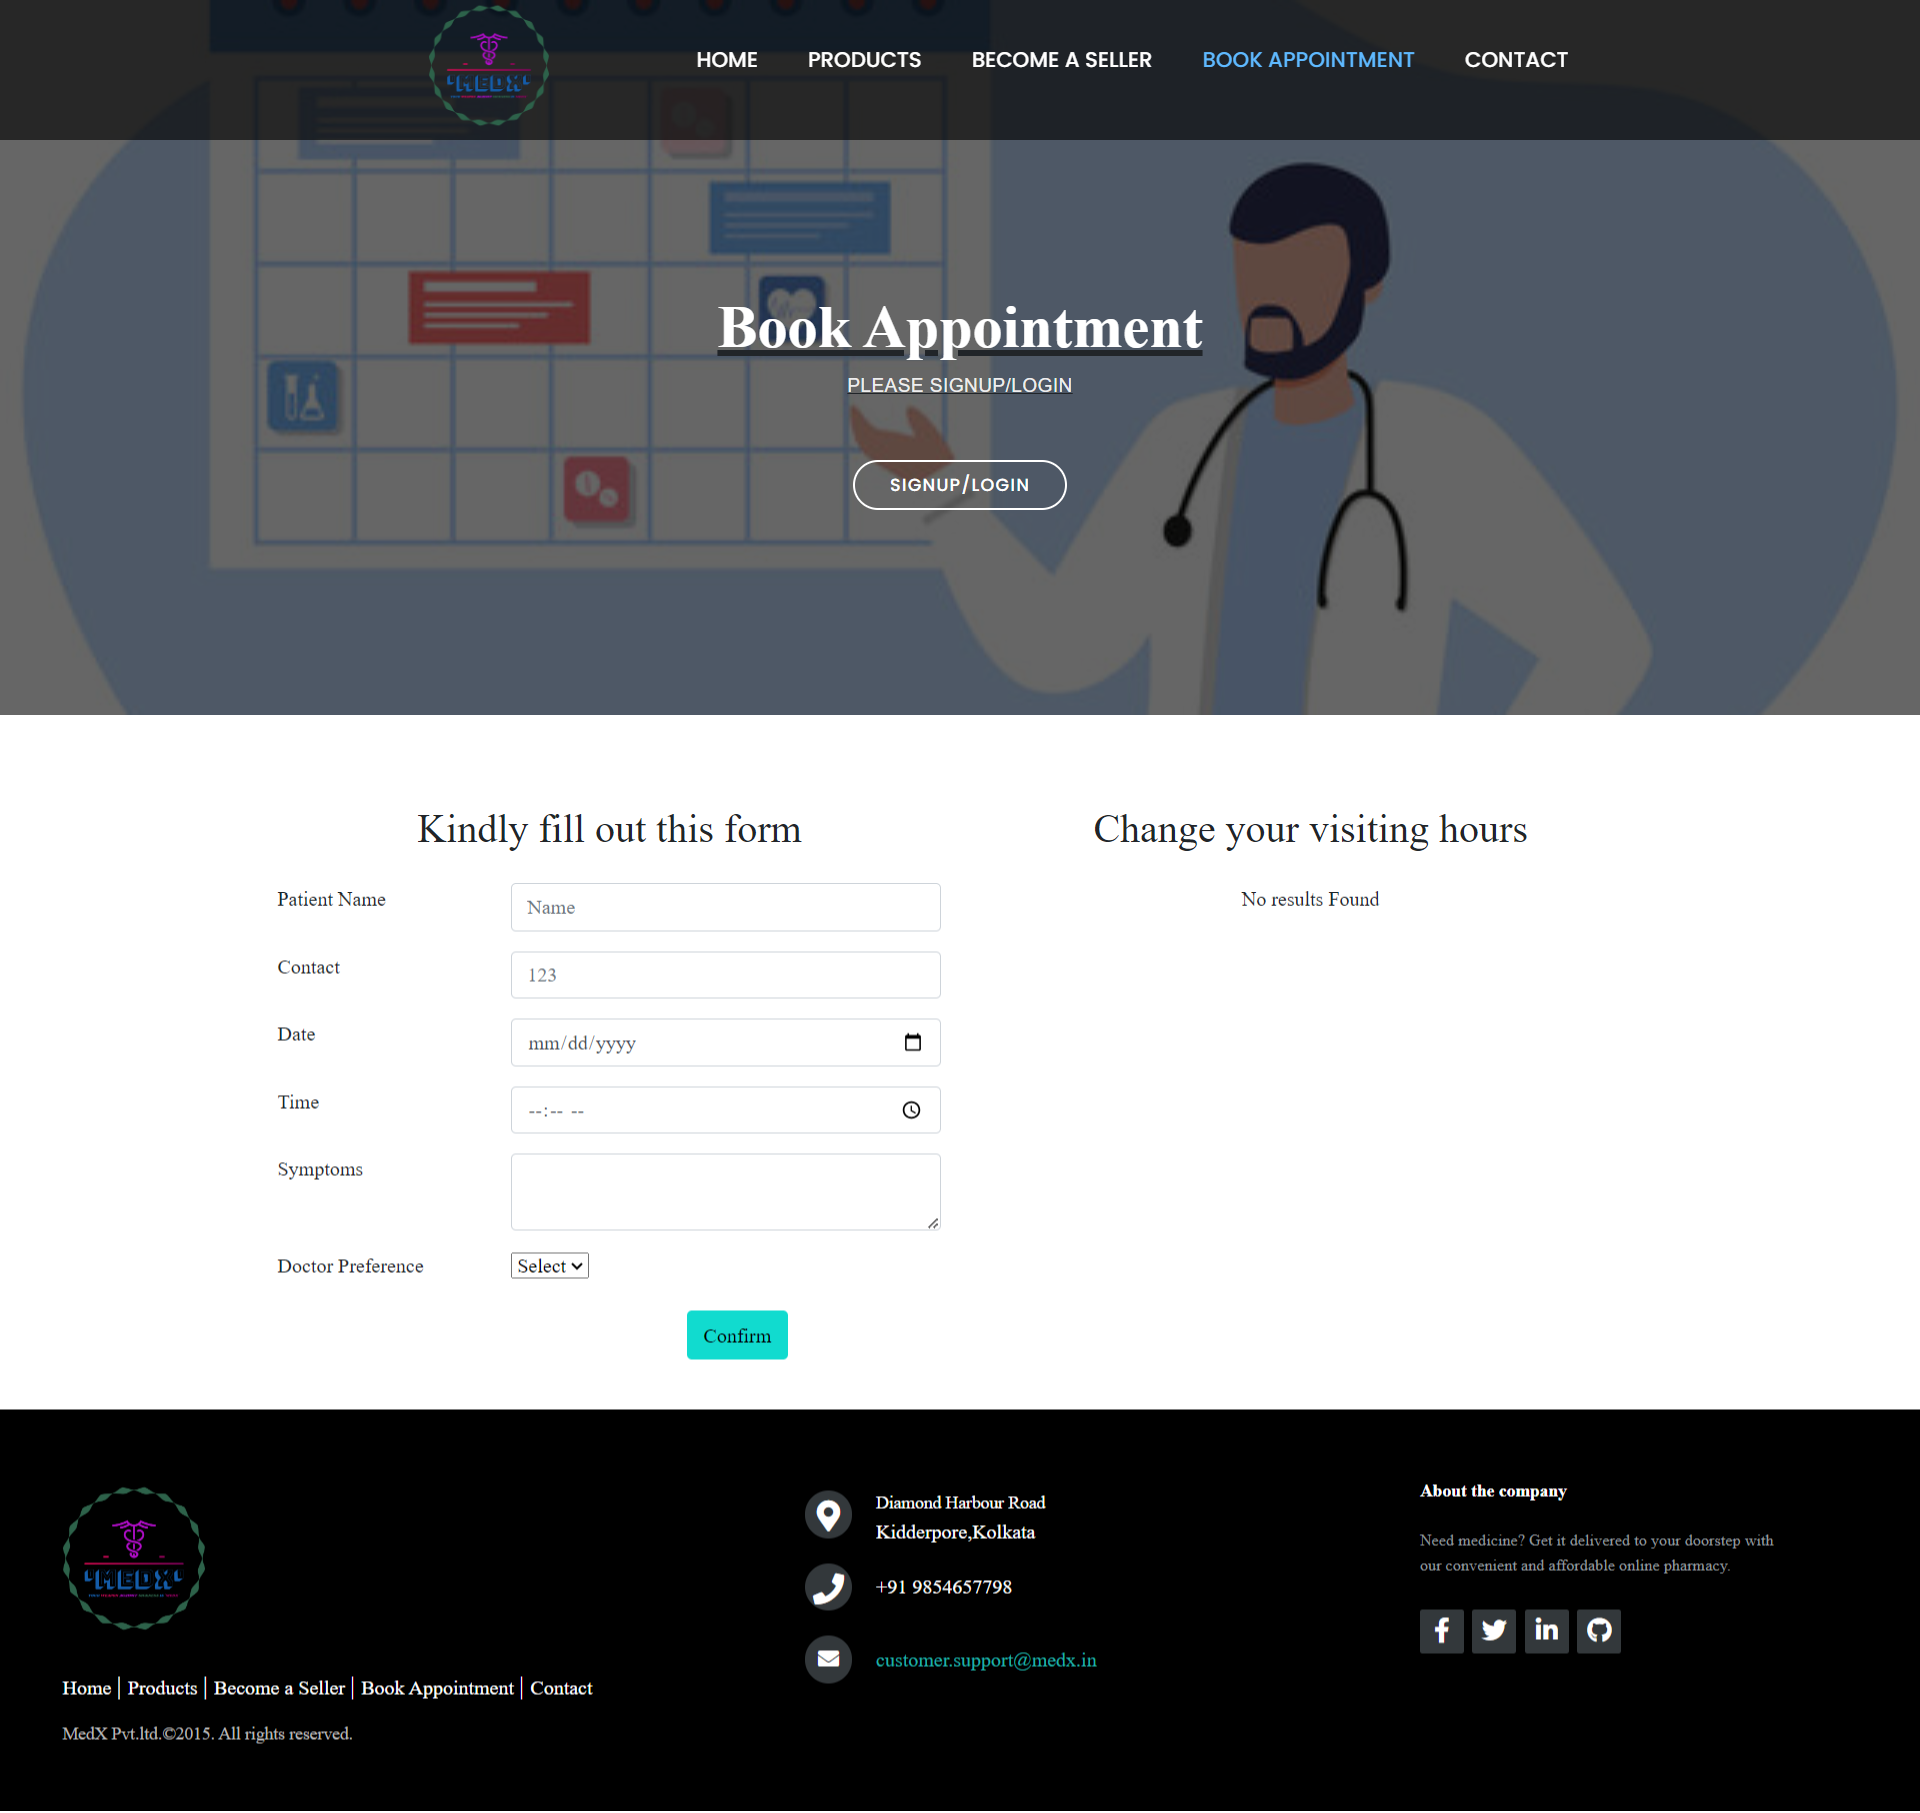 MEDX
HOME PRODUCTS BECOME A SELLER BOOK APPOINTMENT CONTACT
Book Appointment
PLEASE SIGNUP/LOGIN
SIGNUP/LOGIN
Kindly fill out this form
Patient Name
Name
Contact
123
Date
mm/dd/yyyy
Time
--:-- --
Symptoms
Doctor Preference
Select
Confirm
Change your visiting hours
No results Found
MEDX
Home | Products | Become a Seller | Book Appointment | Contact
MedX Pvt.ltd.©2015. All rights reserved.
Diamond Harbour Road
Kidderpore,Kolkata
+91 9854657798
customer.support@medx.in
About the company
Need medicine? Get it delivered to your doorstep with
our convenient and affordable online pharmacy.